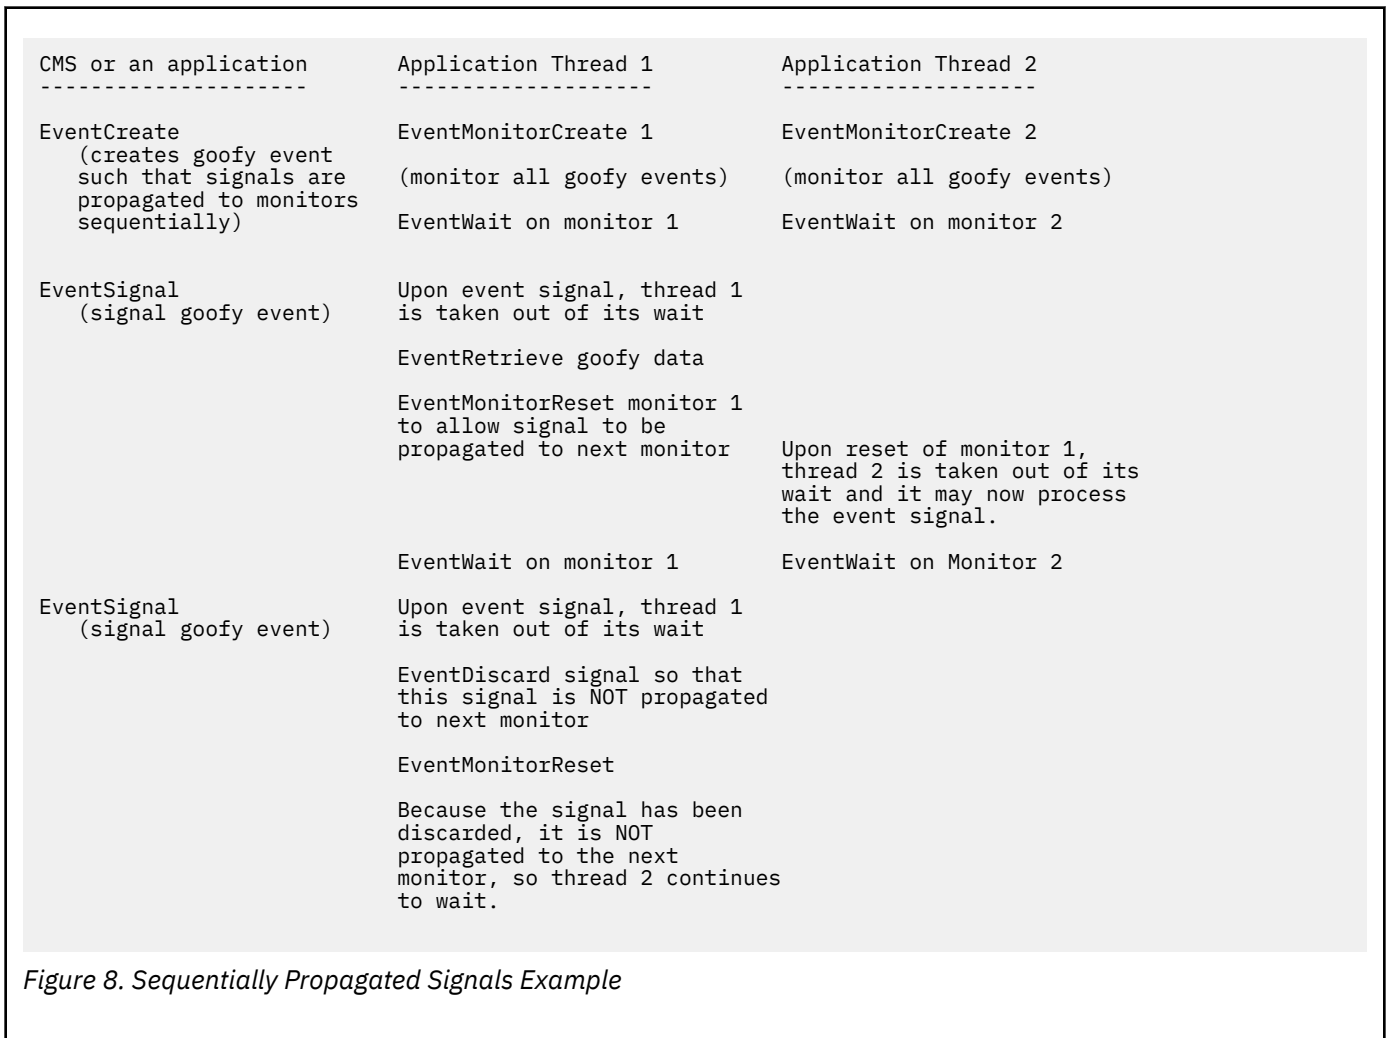 CMS or an application       Application Thread 1          Application Thread 2
---------------------       --------------------          --------------------
EventCreate                 EventMonitorCreate 1          EventMonitorCreate 2
   (creates goofy event
   such that signals are    (monitor all goofy events)    (monitor all goofy events)
   propagated to monitors
   sequentially)            EventWait on monitor 1        EventWait on monitor 2
EventSignal                 Upon event signal, thread 1
   (signal goofy event)     is taken out of its wait
                            EventRetrieve goofy data
                            EventMonitorReset monitor 1
                            to allow signal to be
                            propagated to next monitor    Upon reset of monitor 1,
                                                          thread 2 is taken out of its
                                                          wait and it may now process
                                                          the event signal.
                            EventWait on monitor 1        EventWait on Monitor 2
EventSignal                 Upon event signal, thread 1
   (signal goofy event)     is taken out of its wait
                            EventDiscard signal so that
                            this signal is NOT propagated
                            to next monitor
                            EventMonitorReset
                            Because the signal has been
                            discarded, it is NOT
                            propagated to the next
                            monitor, so thread 2 continues
                            to wait.
Figure 8. Sequentially Propagated Signals Example